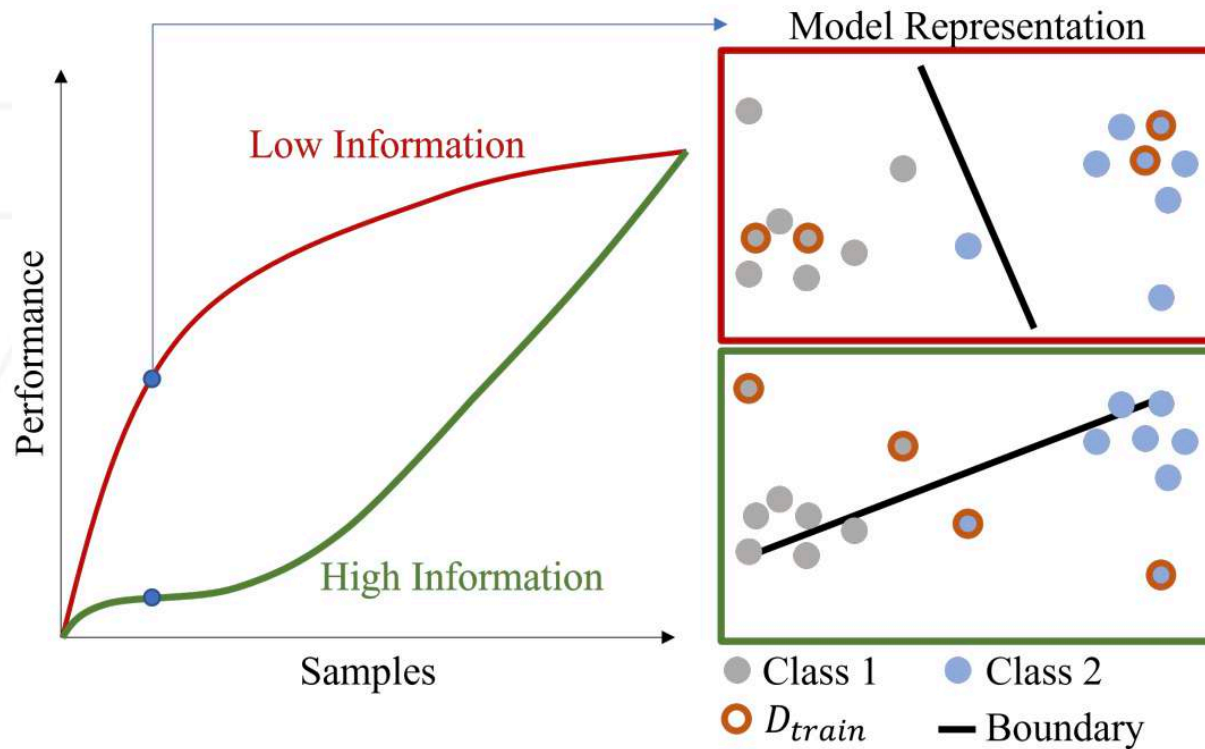 Model Representation
Low Information
Performance
High Information
Samples
Class 1
Class 2
D_train
Boundary